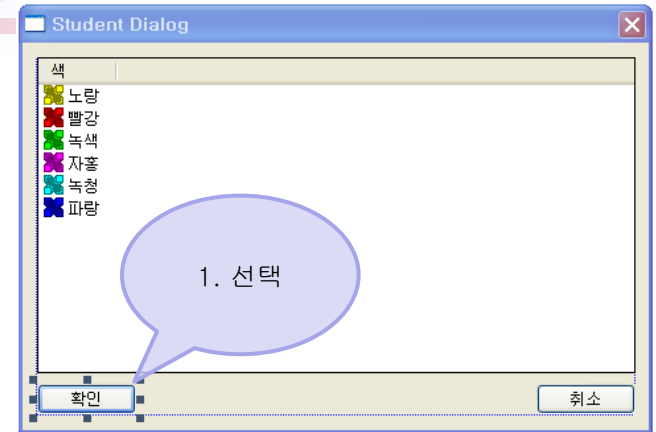 Student Dialog
색
노랑
빨강
녹색
자홍
녹청
파랑
1. 선택
확인
취소